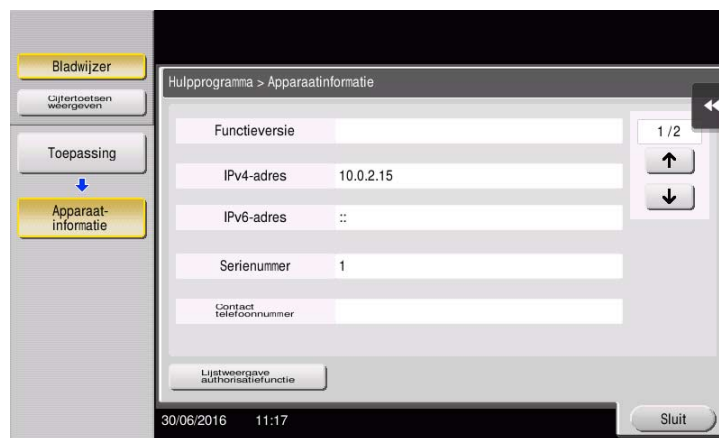 Bladwijzer
Cijfertoetsen
weergeven
Toepassing
Apparaat-
informatie
Hulpprogramma > Apparaatinformatie
Functieversie
IPv4-adres 10.0.2.15
IPv6-adres ::
Serienummer 1
Contact
telefoonnummer
1 /2
Lijstweergave
authorisatiefunctie
30/06/2016 11:17
Sluit